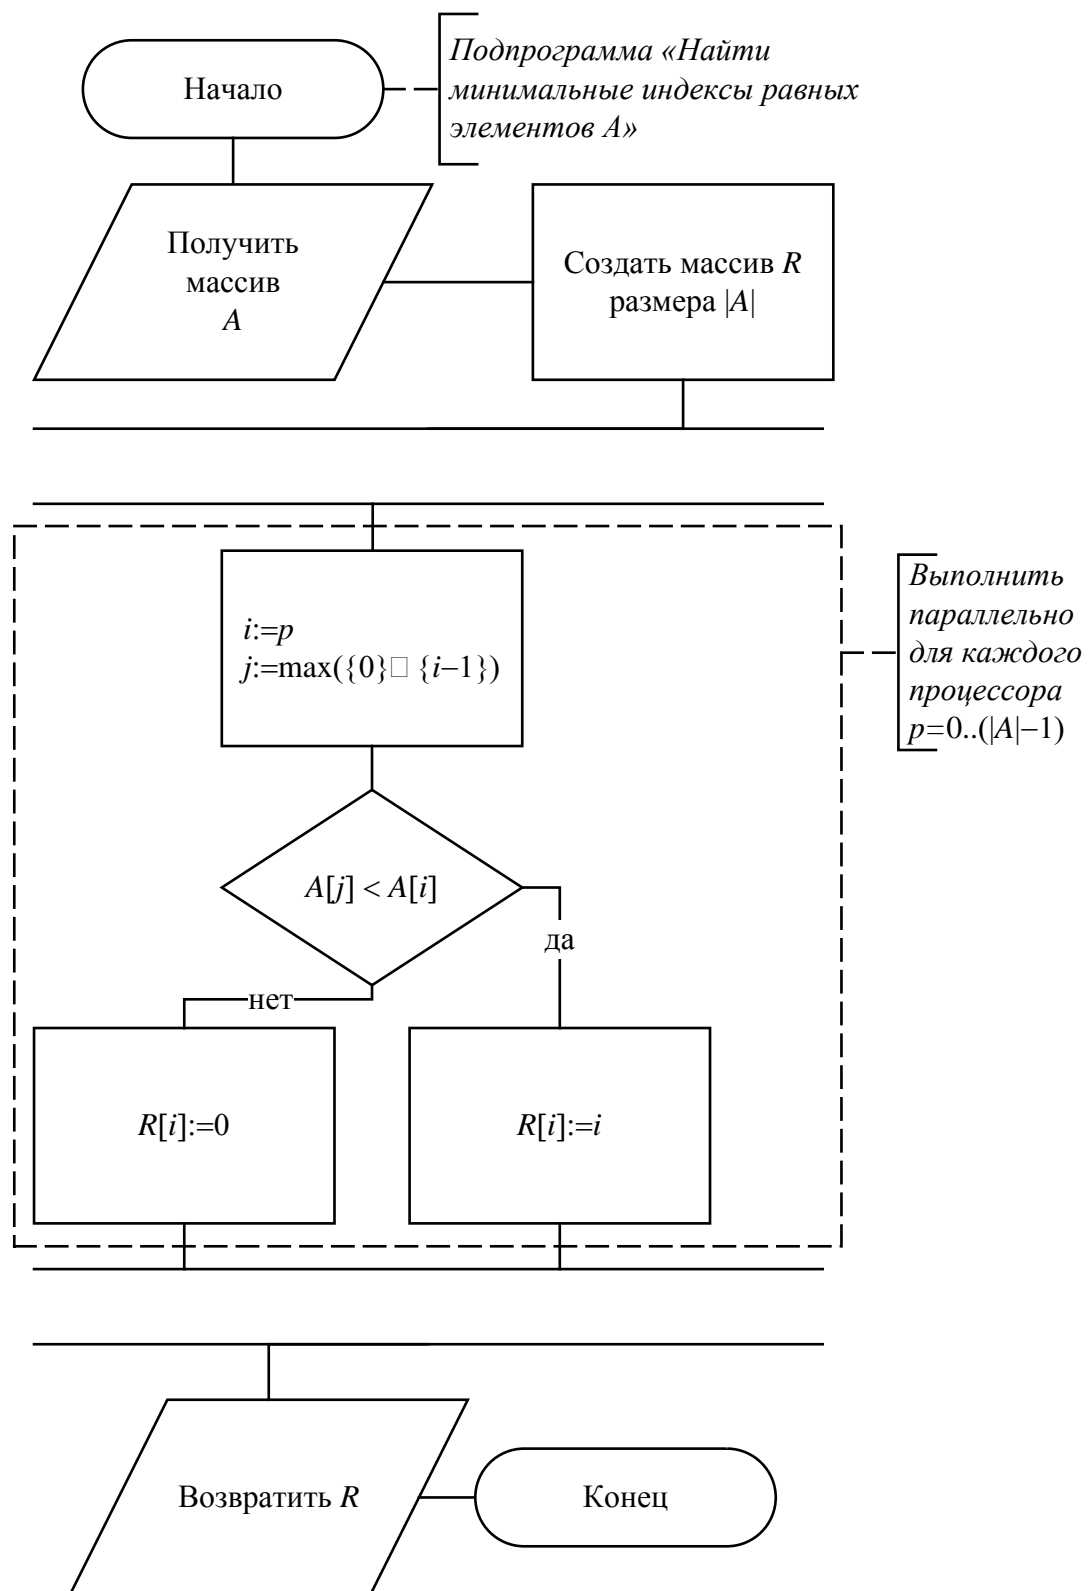 Начало
Подпрограмма «Найти
минимальные индексы равных
элементов A»
Получить
массив
A
Создать массив R
размера |A|
i:=p
j:=max({0}□ {i−1})
Выполнить
параллельно
для каждого
процессора
p=0..(|A|−1)
A[j] < A[i]
да
нет
R[i]:=0
R[i]:=i
Возвратить R
Конец